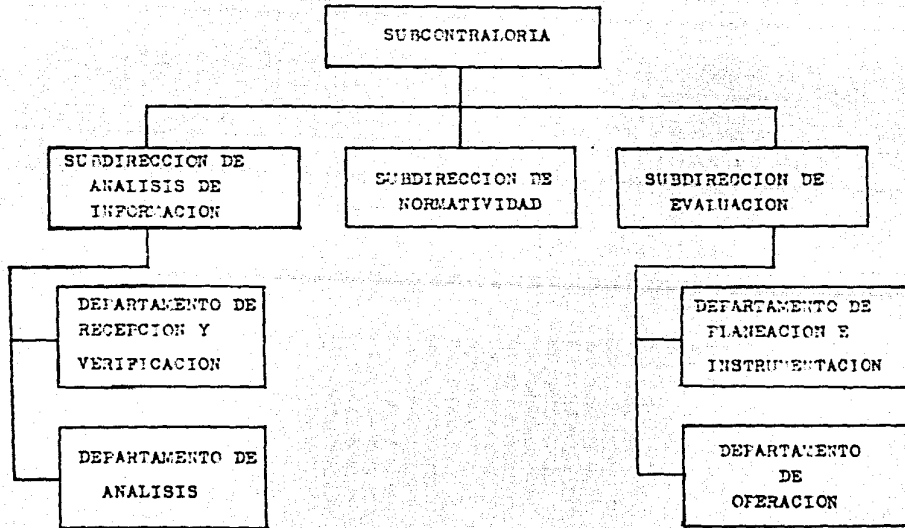 SUBCONTRALORIA
SUBDIRECCION DE
ANALISIS DE
INFORMACION
SUBDIRECCION DE
NORMATIVIDAD
SUBDIRECCION DE
EVALUACION
DEPARTAMENTO DE
RECEPCION Y
VERIFICACION
DEPARTAMENTO DE
ANALISIS
DEPARTAMENTO DE
PLANEACION E
INSTRUMENTACION
DEPARTAMENTO
DE
OPERACION